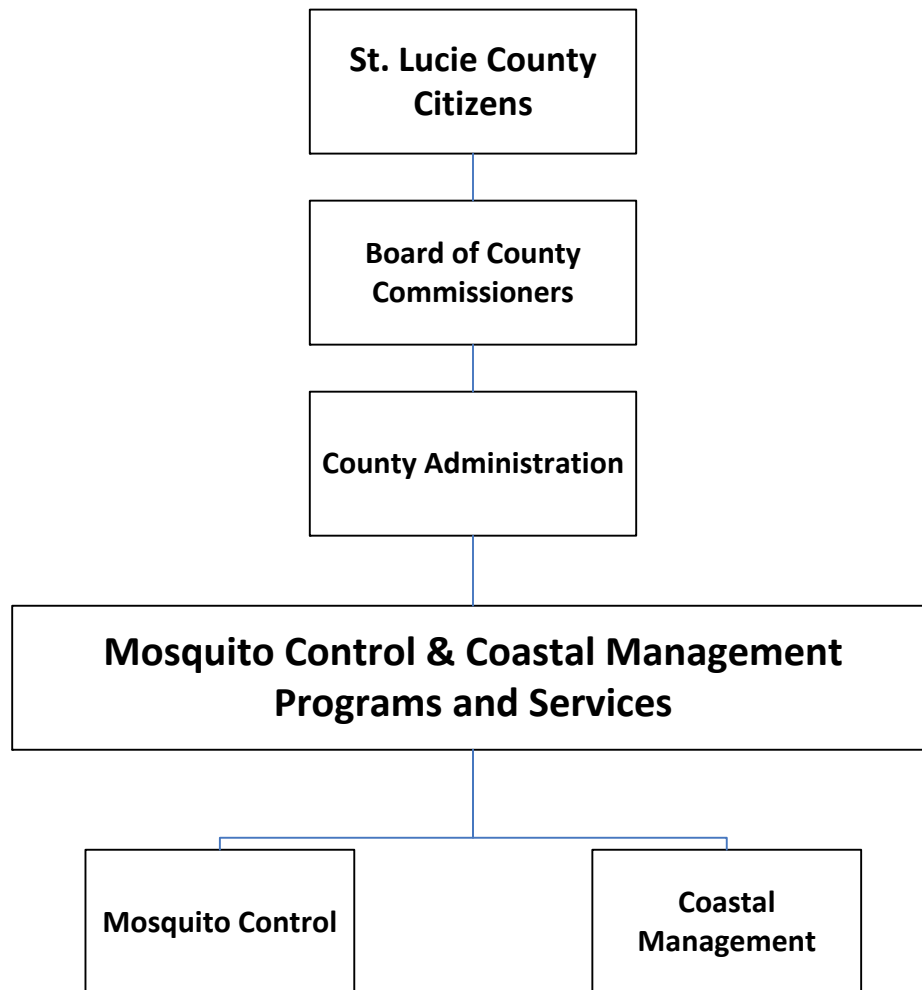 St. Lucie County
Citizens
Board of County
Commissioners
County Administration
Mosquito Control & Coastal Management
Programs and Services
Mosquito Control
Coastal
Management